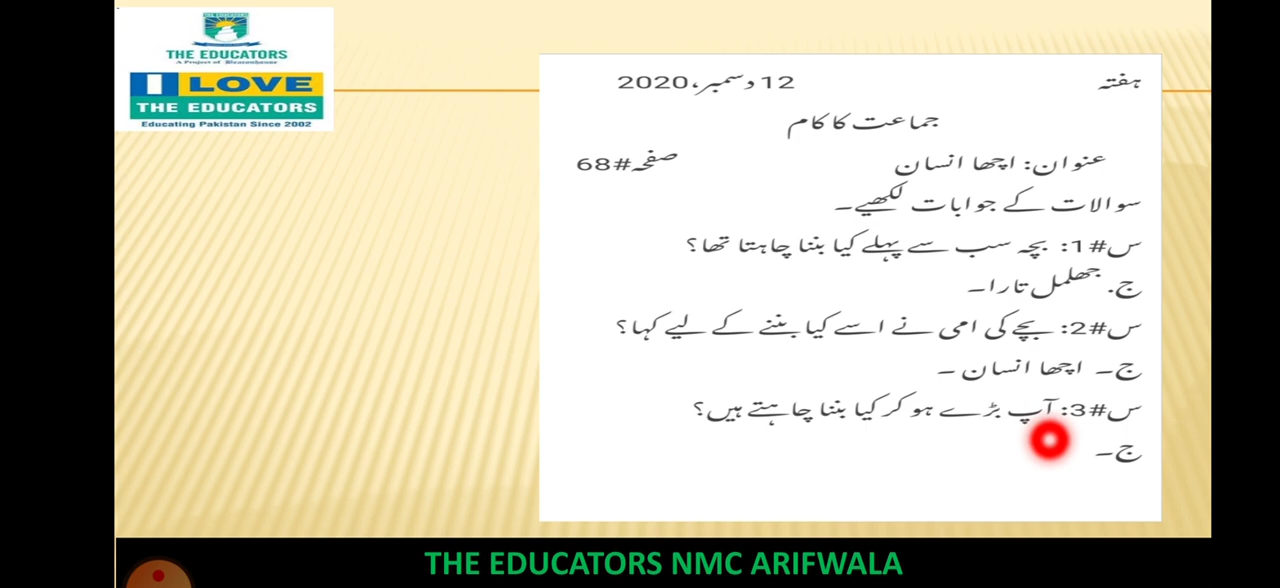 THE EDUCATORS
A Project of Beaconhouse
I LOVE
THE EDUCATORS
Educating Pakistan Since 2002
ہفتہ 12 دسمبر، 2020
جماعت کا کام
عنوان: اچھا انسان صفحہ#68
سوالات کے جوابات لکھیے۔
س#1: بچہ سب سے پہلے کیا بننا چاہتا تھا؟
ج. جھلمل تارا۔
س#2: بچے کی امی نے اسے کیا بننے کے لیے کہا؟
ج۔ اچھا انسان ۔
س#3: آپ بڑے ہو کر کیا بننا چاہتے ہیں؟
ج۔
THE EDUCATORS NMC ARIFWALA